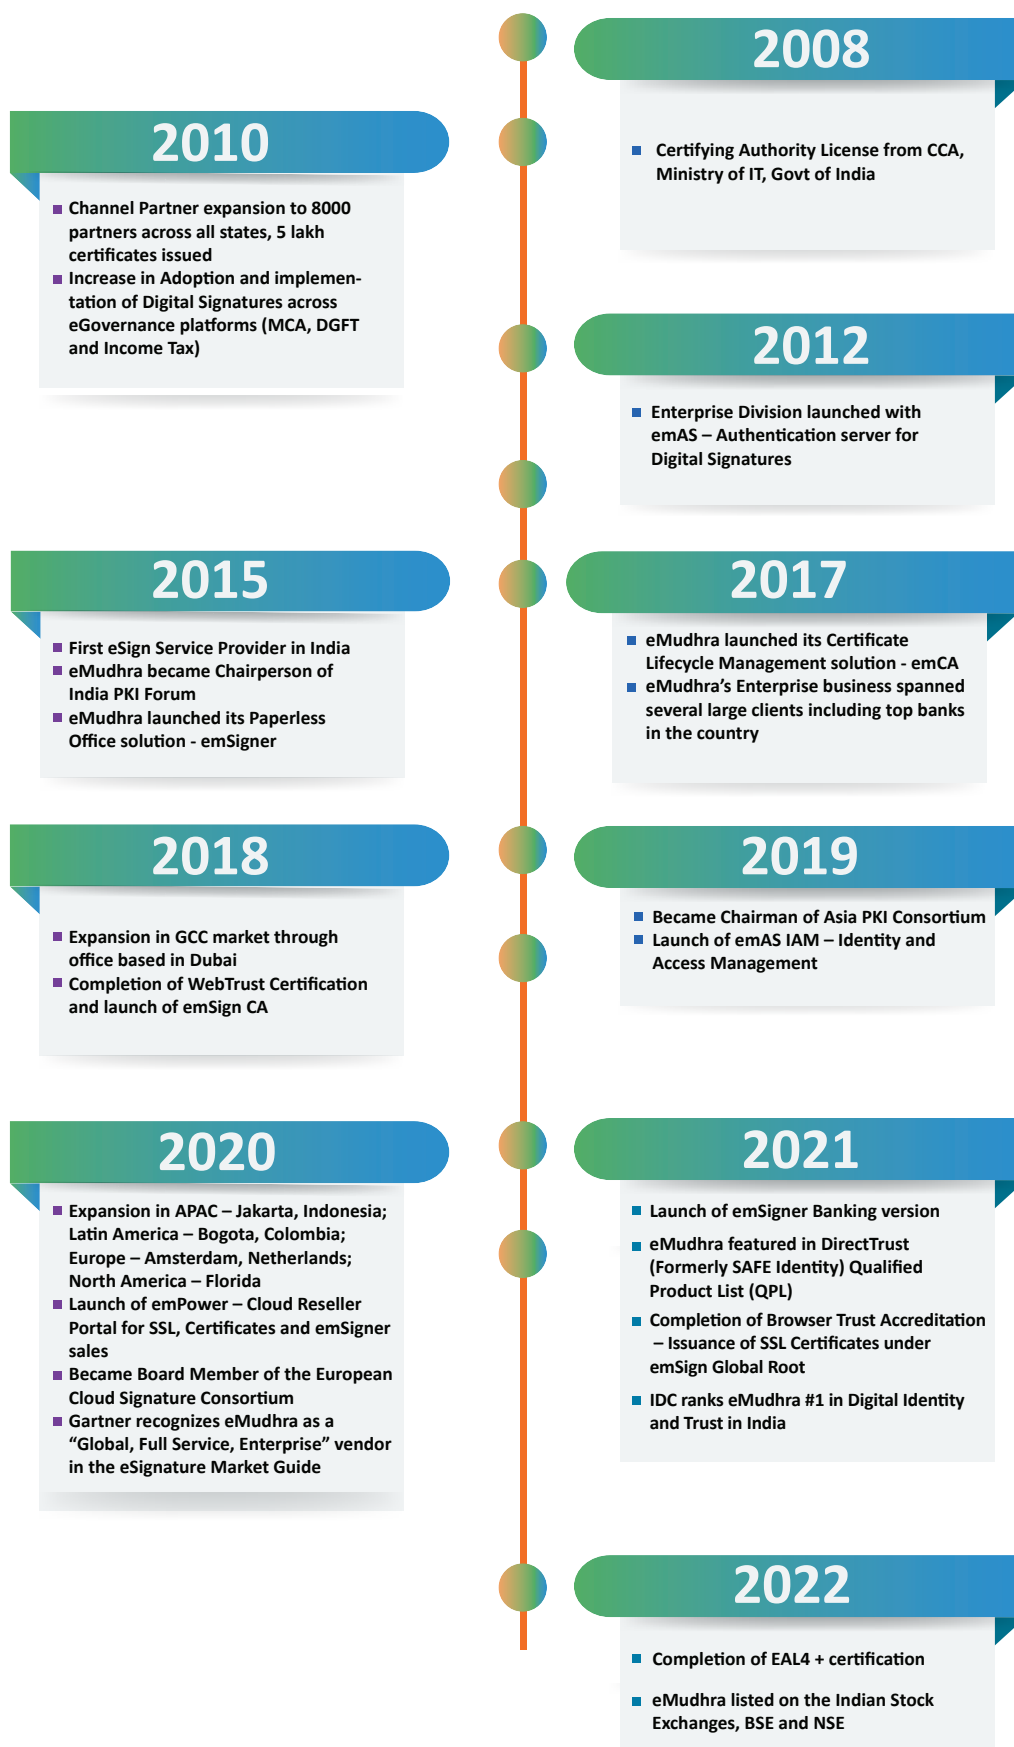 2008
Certifying Authority License from CCA,
Ministry of IT, Govt of India
2010
Channel Partner expansion to 8000
partners across all states, 5 lakh
certificates issued
Increase in Adoption and implemen-
tation of Digital Signatures across
eGovernance platforms (MCA, DGFT
and Income Tax)
2012
Enterprise Division launched with
emAS – Authentication server for
Digital Signatures
2015
First eSign Service Provider in India
eMudhra became Chairperson of
India PKI Forum
eMudhra launched its Paperless
Office solution - emSigner
2017
eMudhra launched its Certificate
Lifecycle Management solution - emCA
eMudhra’s Enterprise business spanned
several large clients including top banks
in the country
2018
Expansion in GCC market through
office based in Dubai
Completion of WebTrust Certification
and launch of emSign CA
2019
Became Chairman of Asia PKI Consortium
Launch of emAS IAM – Identity and
Access Management
2020
Expansion in APAC – Jakarta, Indonesia;
Latin America – Bogota, Colombia;
Europe – Amsterdam, Netherlands;
North America – Florida
Launch of emPower – Cloud Reseller
Portal for SSL, Certificates and emSigner
sales
Became Board Member of the European
Cloud Signature Consortium
Gartner recognizes eMudhra as a
“Global, Full Service, Enterprise” vendor
in the eSignature Market Guide
2021
Launch of emSigner Banking version
eMudhra featured in DirectTrust
(Formerly SAFE Identity) Qualified
Product List (QPL)
Completion of Browser Trust Accreditation
– Issuance of SSL Certificates under
emSign Global Root
IDC ranks eMudhra #1 in Digital Identity
and Trust in India
2022
Completion of EAL4 + certification
eMudhra listed on the Indian Stock
Exchanges, BSE and NSE